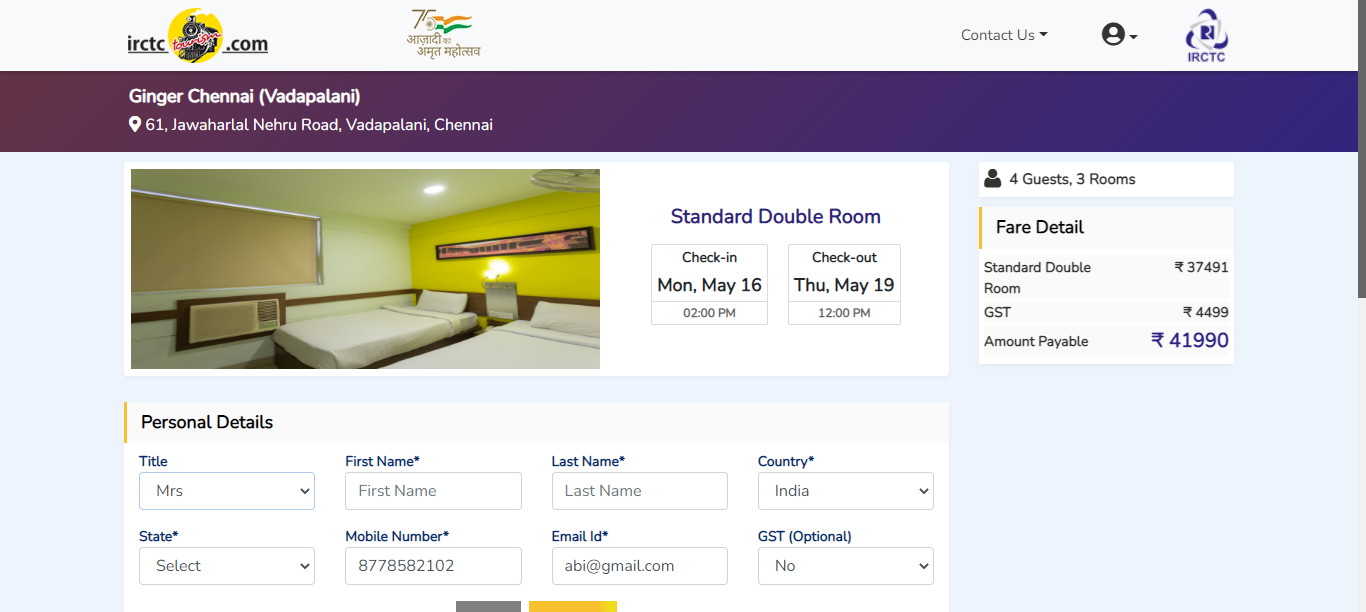 irctc tourism .com
75
आज़ादी का
अमृत महोत्सव
Contact Us
IRCTC
Ginger Chennai (Vadapalani)
61, Jawaharlal Nehru Road, Vadapalani, Chennai
Standard Double Room
Check-in
Mon, May 16
02:00 PM
Check-out
Thu, May 19
12:00 PM
4 Guests, 3 Rooms
Fare Detail
Standard Double Room ₹ 37491
GST ₹ 4499
Amount Payable ₹ 41990
Personal Details
Title First Name* Last Name* Country*
Mrs First Name Last Name India
State* Mobile Number* Email Id* GST (Optional)
Select 8778582102 abi@gmail.com No